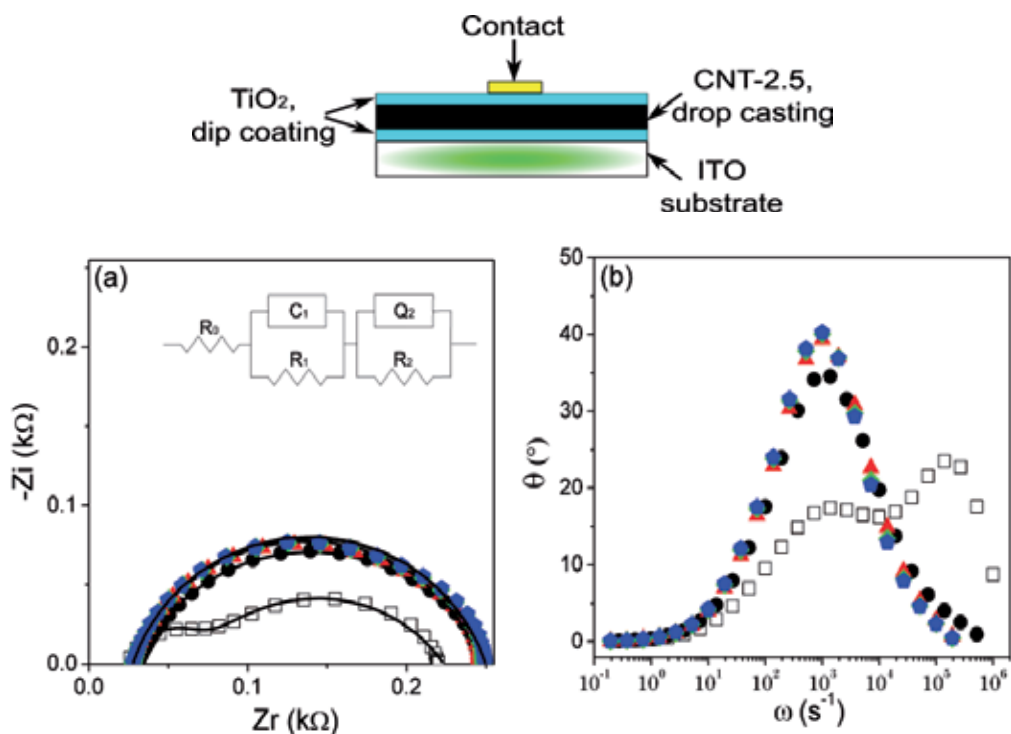 Contact
TiO₂,
dip coating
CNT-2.5,
drop casting
ITO
substrate
(a)
R₀
C₁
R₁
Q₂
R₂
0.2
0.1
0.0
-Zi (kΩ)
0.0
0.1
0.2
Zr (kΩ)
(b)
50
40
30
20
10
0
θ (°)
10⁻¹ 10⁰ 10¹ 10² 10³ 10⁴ 10⁵ 10⁶
ω (s⁻¹)